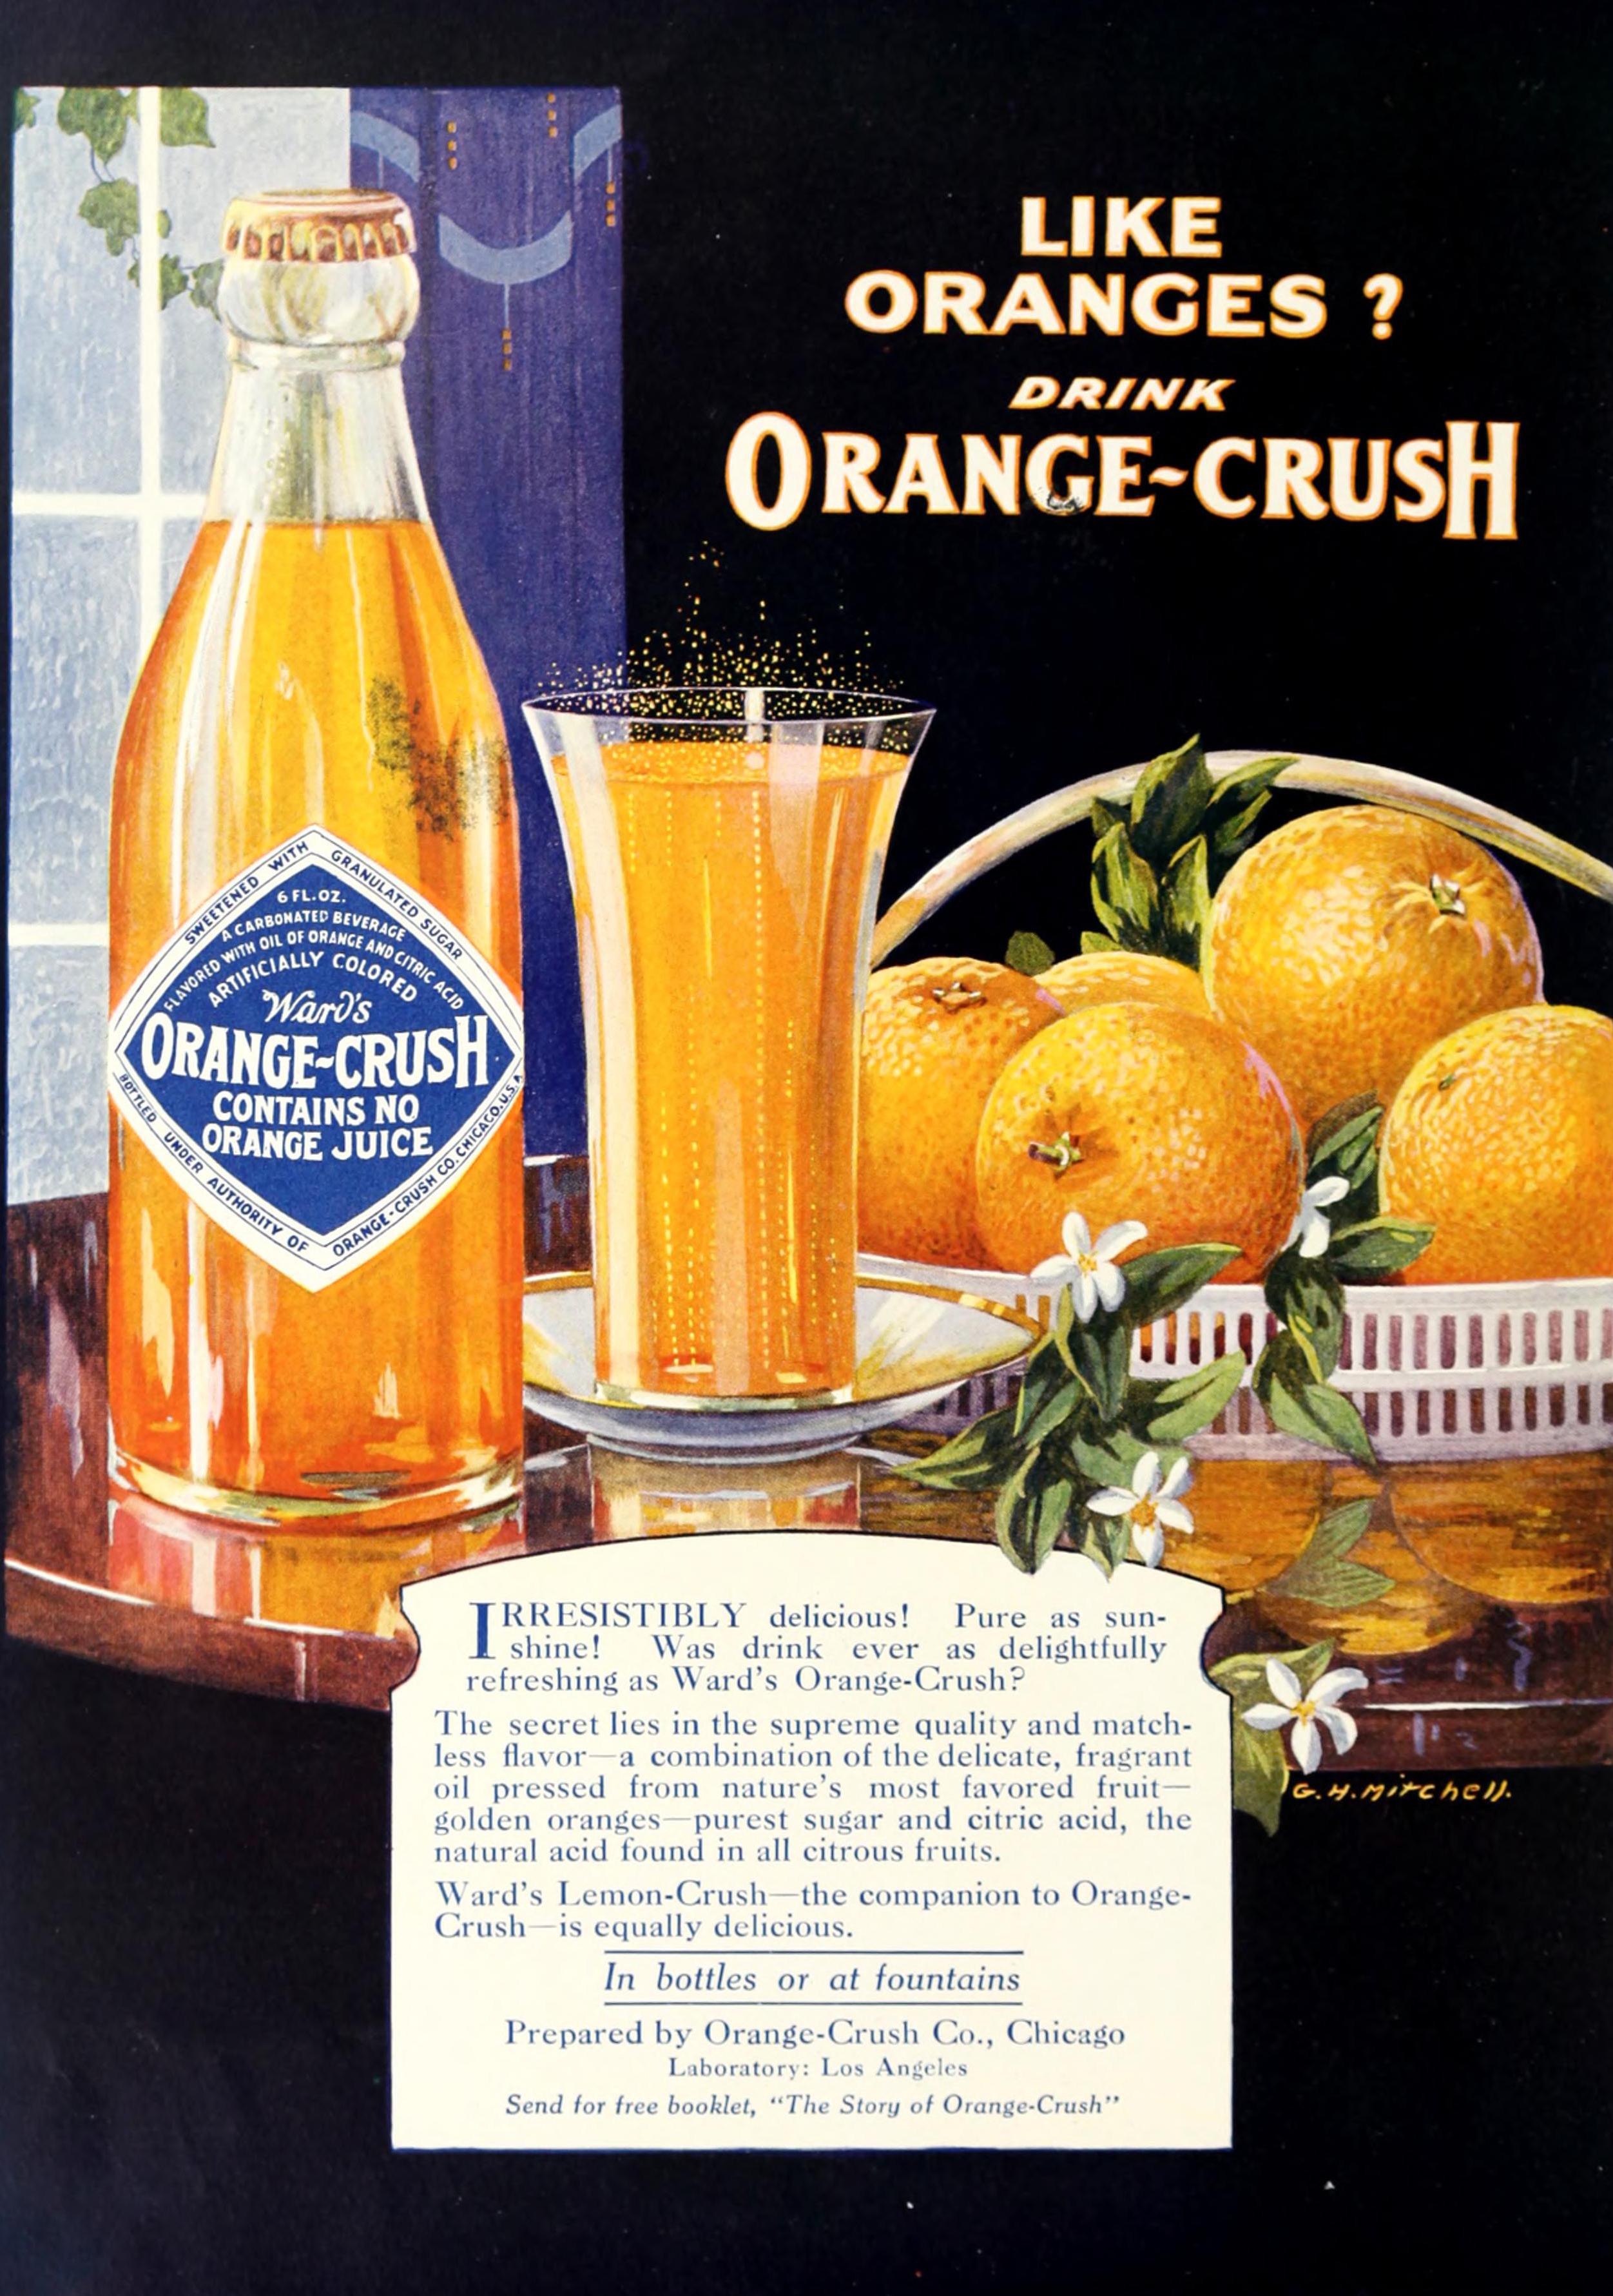 LIKE
ORANGES ?
DRINK
ORANGE-CRUSH
SWEETENED WITH GRANULATED SUGAR
6 FL. OZ.
A CARBONATED BEVERAGE
FLAVORED WITH OIL OF ORANGE AND CITRIC ACID
ARTIFICIALLY COLORED
Ward's
ORANGE-CRUSH
CONTAINS NO
ORANGE JUICE
BOTTLED UNDER AUTHORITY OF ORANGE-CRUSH CO. CHICAGO. U.S.A.
IRRESISTIBLY delicious! Pure as sun-
shine! Was drink ever as delightfully
refreshing as Ward's Orange-Crush?
The secret lies in the supreme quality and match-
less flavor—a combination of the delicate, fragrant
oil pressed from nature's most favored fruit—
golden oranges—purest sugar and citric acid, the
natural acid found in all citrous fruits.
Ward's Lemon-Crush—the companion to Orange-
Crush—is equally delicious.
In bottles or at fountains
Prepared by Orange-Crush Co., Chicago
Laboratory: Los Angeles
Send for free booklet, “The Story of Orange-Crush”
G. H. Mitchell.